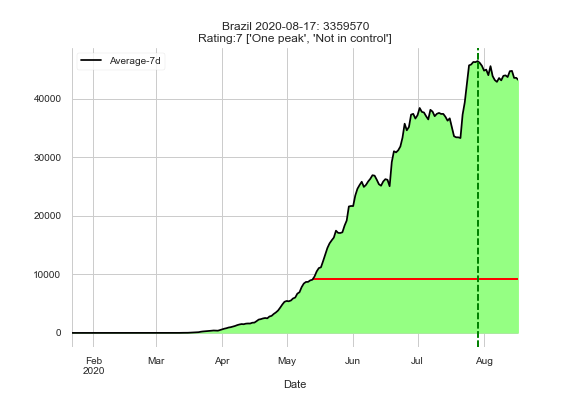 Brazil 2020-08-17: 3359570
Rating:7 ['One peak', 'Not in control']
Average-7d
40000
30000
20000
10000
0
Feb Mar Apr May Jun Jul Aug
2020
Date